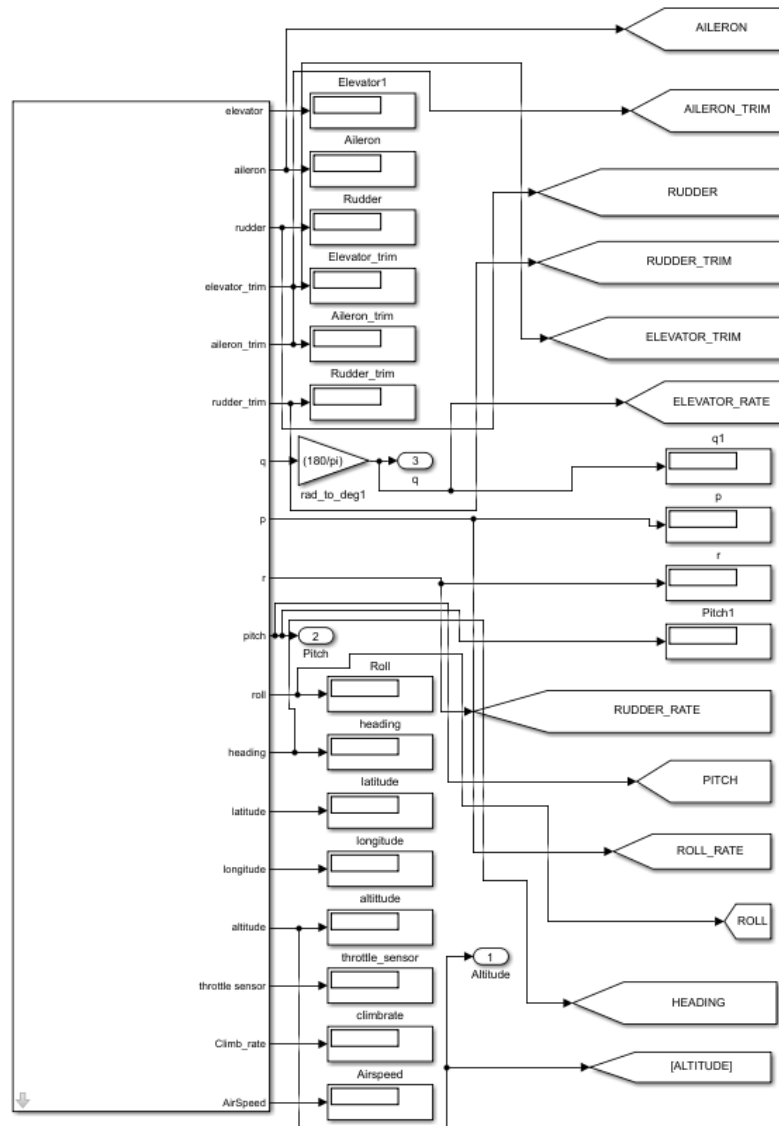 AILERON
Elevator1
elevator
AILERON_TRIM
Aileron
aileron
RUDDER
Rudder
rudder
Elevator_trim
RUDDER_TRIM
elevator_trim
Aileron_trim
ELEVATOR_TRIM
aileron_trim
Rudder_trim
rudder_trim
ELEVATOR_RATE
q1
q
(180/pi)
3
q
rad_to_deg1
p
p
r
r
Pitch1
pitch
2
Pitch
Roll
roll
RUDDER_RATE
heading
heading
PITCH
latitude
latitude
longitude
ROLL_RATE
longitude
altittude
ROLL
altitude
throttle_sensor
1
Altitude
throttle sensor
HEADING
climbrate
Climb_rate
[ALTITUDE]
Airspeed
AirSpeed